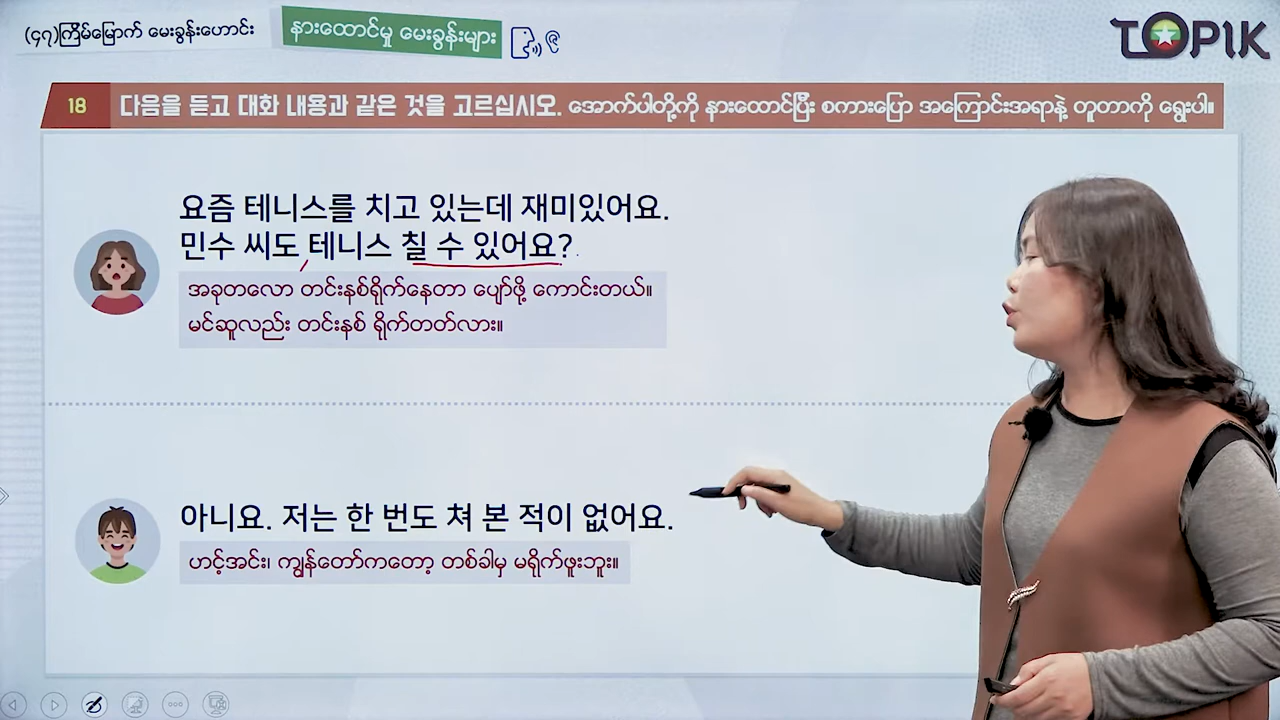 (၄၇)ကြိမ်မြောက် မေးခွန်းဟောင်း
နားထောင်မှု မေးခွန်းများ
TOPIK
18 다음을 듣고 대화 내용과 같은 것을 고르십시오. အောက်ပါတို့ကို နားထောင်ပြီး စကားပြော အကြောင်းအရာနဲ့ တူတာကို ရွေးပါ။
요즘 테니스를 치고 있는데 재미있어요.
민수 씨도 테니스 칠 수 있어요?
အခုတလော တင်းနစ်ရိုက်နေတာ ပျော်ဖို့ ကောင်းတယ်။
မင်ဆူလည်း တင်းနစ် ရိုက်တတ်လား။
아니요. 저는 한 번도 쳐 본 적이 없어요.
ဟင့်အင်း၊ ကျွန်တော်ကတော့ တစ်ခါမှ မရိုက်ဖူးဘူး။